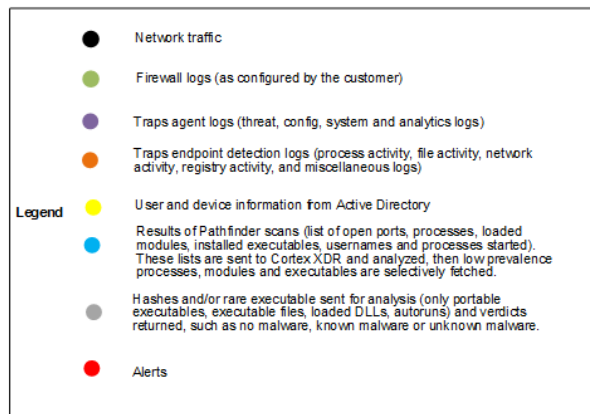 Network traffic
Firewall logs (as configured by the customer)
Traps agent logs (threat, config, system and analytics logs)
Traps endpoint detection logs (process activity, file activity, network
activity, registry activity, and miscellaneous logs)
Legend
User and device information from Active Directory
Results of Pathfinder scans (list of open ports, processes, loaded
modules, installed executables, usernames and processes started).
These lists are sent to Cortex XDR and analyzed, then low prevalence
processes, modules and executables are selectively fetched.
Hashes and/or rare executable sent for analysis (only portable
executables, executable files, loaded DLLs, autoruns) and verdicts
returned, such as no malware, known malware or unknown malware.
Alerts